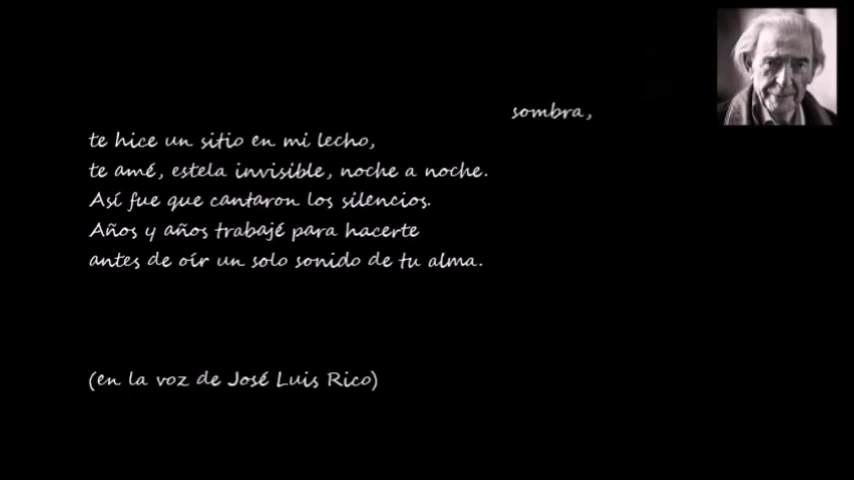 sombra,
te hice un sitio en mi lecho,
te amé, estela invisible, noche a noche.
Así fue que cantaron los silencios.
Años y años trabajé para hacerte
antes de oír un solo sonido de tu alma.
(en la voz de José Luis Rico)